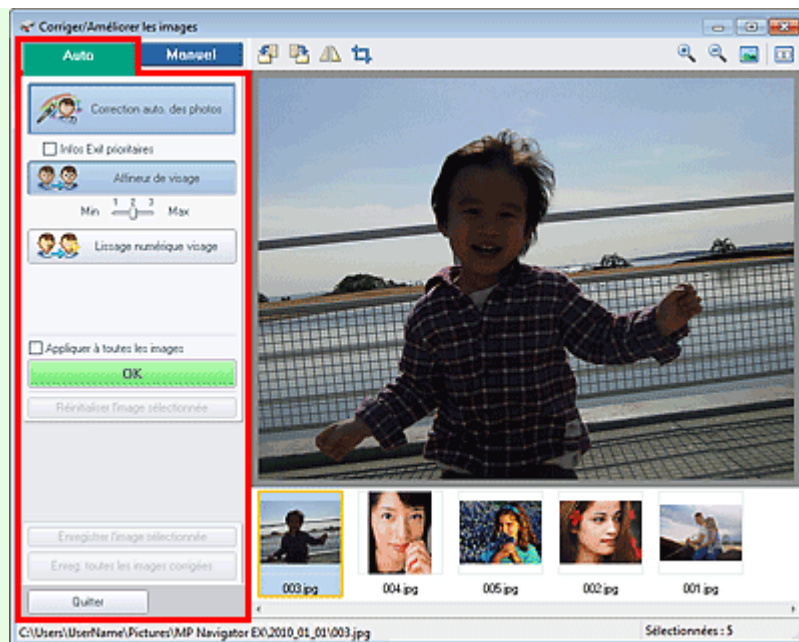 Corriger/Améliorer les images
Auto
Manuel
Correction auto. des photos
Infos Exif prioritaires
Affineur de visage
1 2 3
Min Max
Lissage numérique visage
Appliquer à toutes les images
OK
Réinitialiser l'image sélectionnée
Enregistrer l'image sélectionnée
Enreg. toutes les images corrigées
Quitter
003.jpg
004.jpg
005.jpg
002.jpg
001.jpg
C:\Users\UserName\Pictures\MP Navigator EX\2010_01_01\003.jpg
Sélectionnées : 5